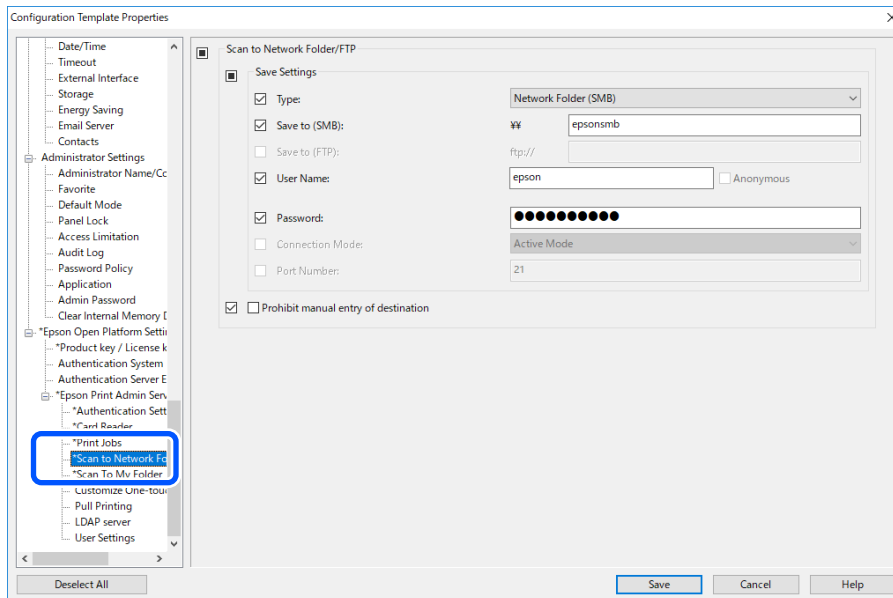 Configuration Template Properties
Date/Time
Timeout
External Interface
Storage
Energy Saving
Email Server
Contacts
Administrator Settings
Administrator Name/Cc
Favorite
Default Mode
Panel Lock
Access Limitation
Audit Log
Password Policy
Application
Admin Password
Clear Internal Memory D
*Epson Open Platform Settin
*Product key / License k
Authentication System
Authentication Server E
*Epson Print Admin Serv
*Authentication Sett
*Card Reader
*Print Jobs
*Scan to Network Fo
*Scan To My Folder
Customize One-touc
Pull Printing
LDAP server
User Settings
Scan to Network Folder/FTP
Save Settings
Type: Network Folder (SMB)
Save to (SMB): ¥¥ epsonsmb
Save to (FTP): ftp://
User Name: epson Anonymous
Password: ●●●●●●●●●●
Connection Mode: Active Mode
Port Number: 21
Prohibit manual entry of destination
Deselect All Save Cancel Help